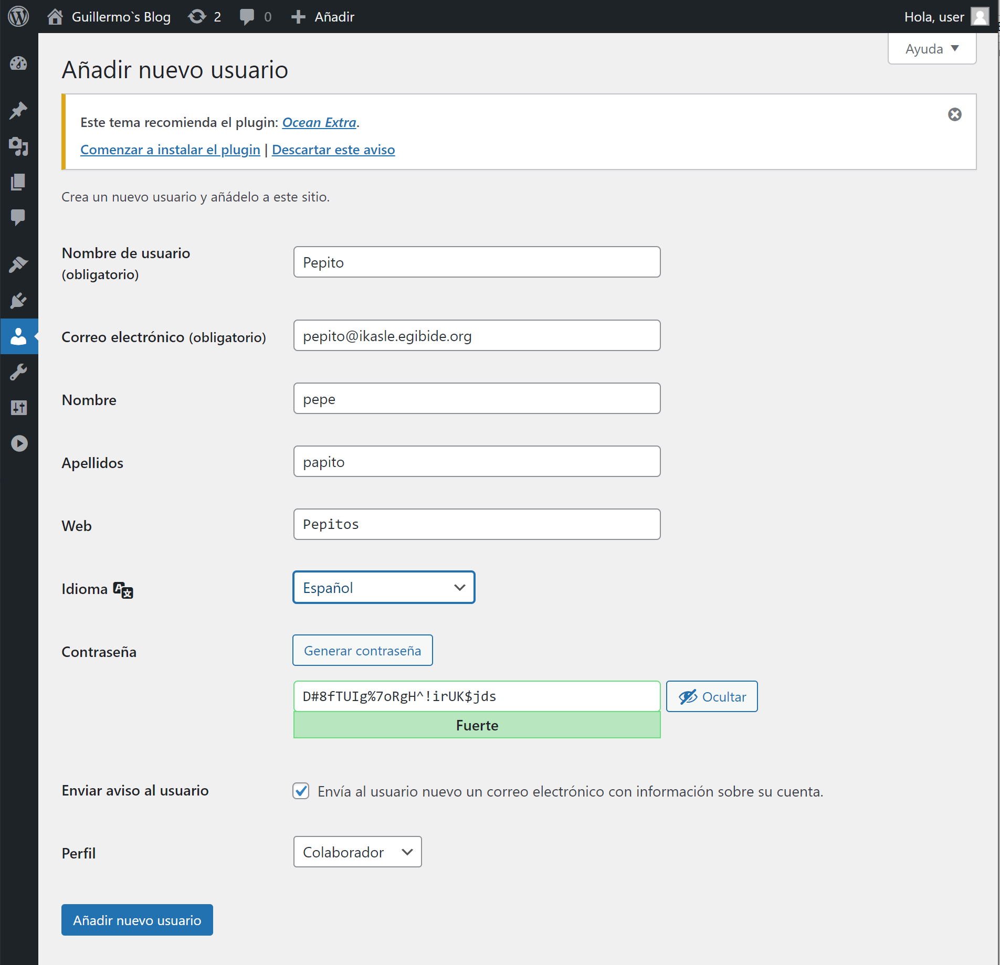 Guillermo`s Blog 2 0 Añadir Hola, user
Ayuda
Añadir nuevo usuario
Este tema recomienda el plugin: Ocean Extra.
Comenzar a instalar el plugin | Descartar este aviso
Crea un nuevo usuario y añádelo a este sitio.
Nombre de usuario
(obligatorio)
Pepito
Correo electrónico (obligatorio)
pepito@ikasle.egibide.org
Nombre
pepe
Apellidos
papito
Web
Pepitos
Idioma
Español
Contraseña
Generar contraseña
D#8fTUIg%7oRgH^!irUK$jds
Ocultar
Fuerte
Enviar aviso al usuario
Envía al usuario nuevo un correo electrónico con información sobre su cuenta.
Perfil
Colaborador
Añadir nuevo usuario